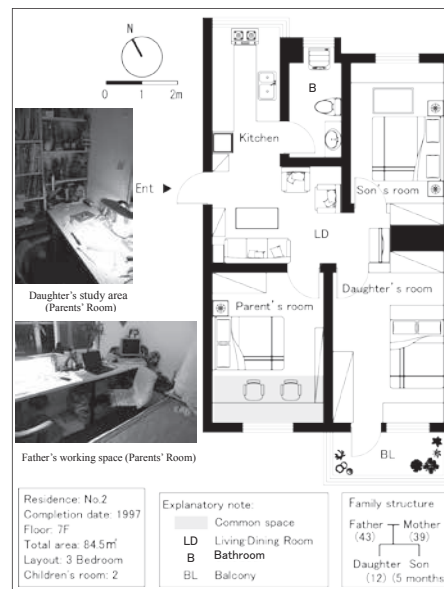 N
0 1 2m
B
Kitchen
Ent
Son's room
LD
Daughter's study area
(Parents' Room)
Daughter's room
Parent's room
Father's working space (Parents' Room)
BL
Residence: No.2
Completion date: 1997
Floor: 7F
Total area: 84.5㎡
Layout: 3 Bedroom
Children's room: 2
Explanatory note:
Common space
LD Living Dining Room
B Bathroom
BL Balcony
Family structure
Father Mother
(43) (39)
Daughter Son
(12) (5 months)